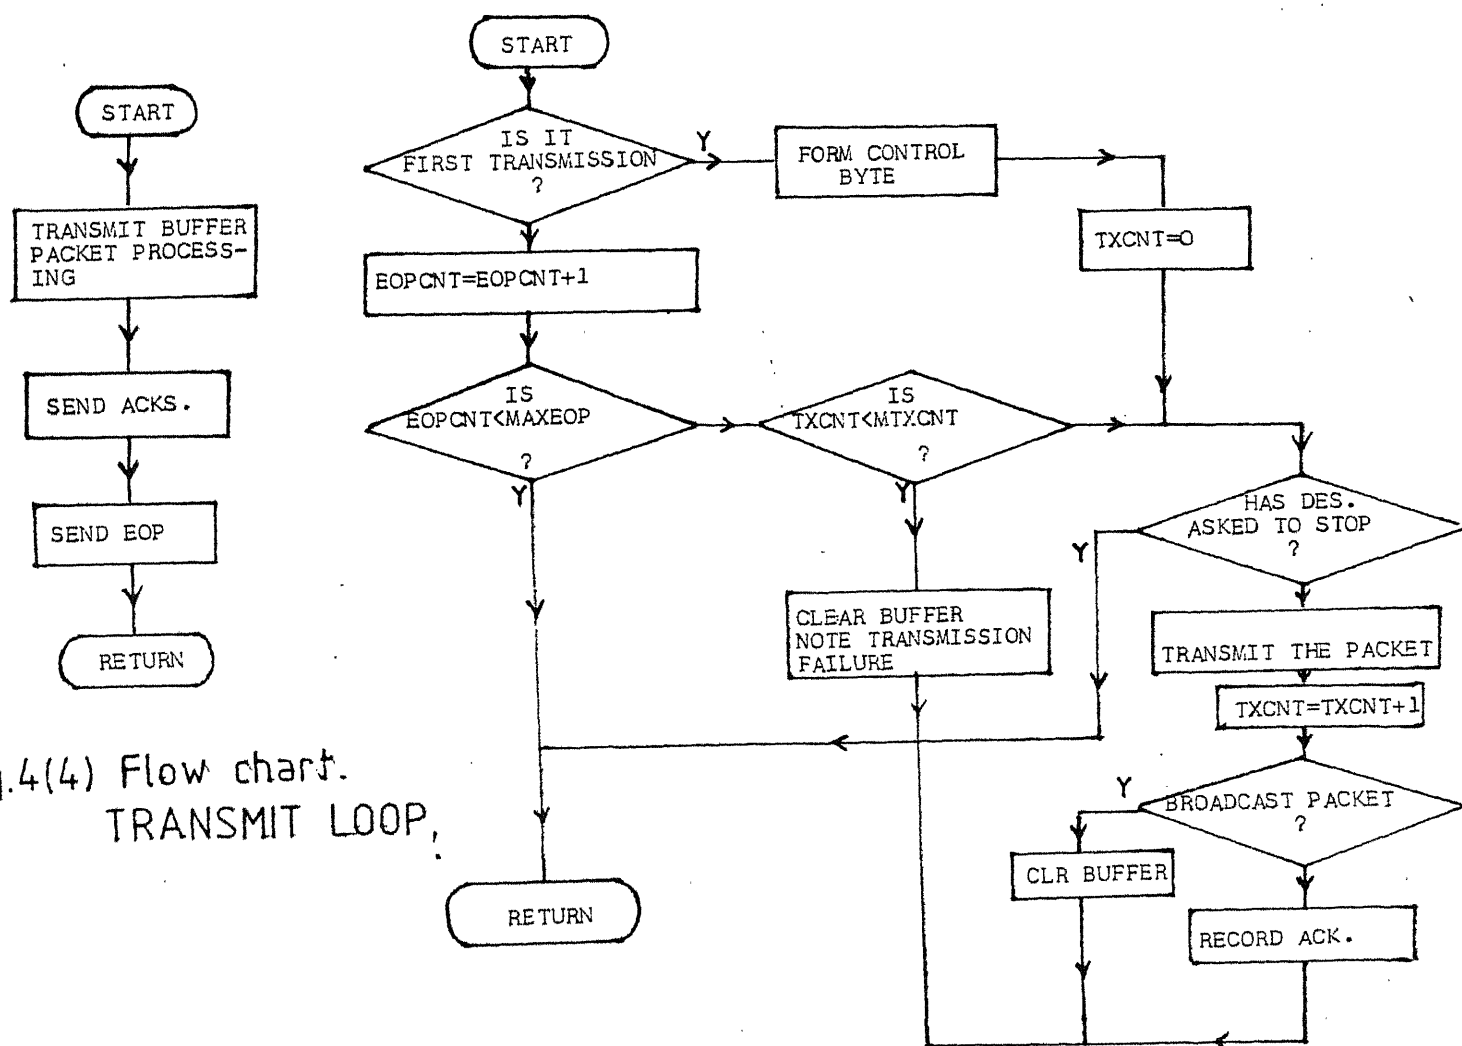 START
TRANSMIT BUFFER
PACKET PROCESS-
ING
SEND ACKS.
SEND EOP
RETURN
.4(4) Flow chart.
TRANSMIT LOOP,
START
IS IT
FIRST TRANSMISSION
?
Y
FORM CONTROL
BYTE
TXCNT=0
EOPCNT=EOPCNT+1
IS
EOPCNT<MAXEOP
?
Y
IS
TXCNT<MTXCNT
?
Y
CLEAR BUFFER
NOTE TRANSMISSION
FAILURE
HAS DES.
ASKED TO STOP
?
Y
TRANSMIT THE PACKET
TXCNT=TXCNT+1
BROADCAST PACKET
?
Y
CLR BUFFER
RECORD ACK.
RETURN